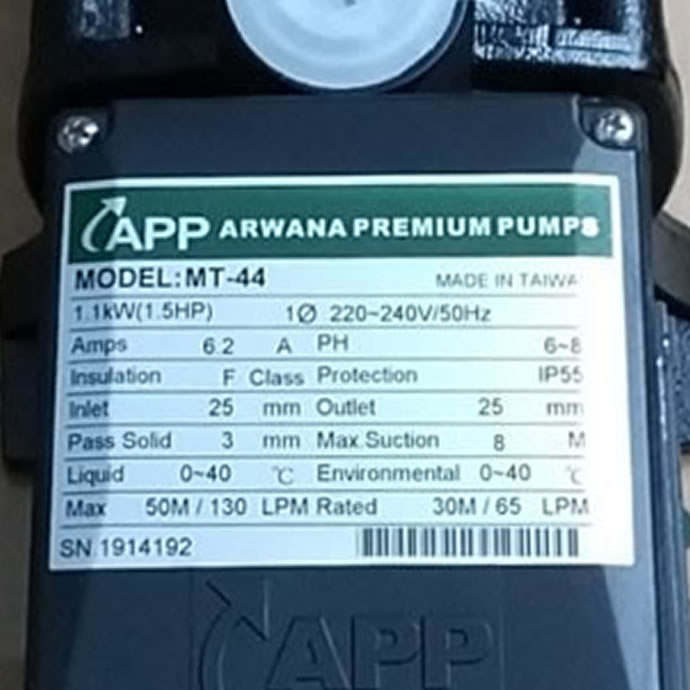 APP ARWANA PREMIUM PUMPS
MODEL:MT-44 MADE IN TAIWA
1.1kW(1.5HP) 1Ø 220~240V/50Hz
Amps 6.2 A PH 6~8
Insulation F Class Protection IP55
Inlet 25 mm Outlet 25 mm
Pass Solid 3 mm Max.Suction 8 M
Liquid 0~40 ℃ Environmental 0~40 ℃
Max 50M / 130 LPM Rated 30M / 65 LPM
SN.1914192
APP